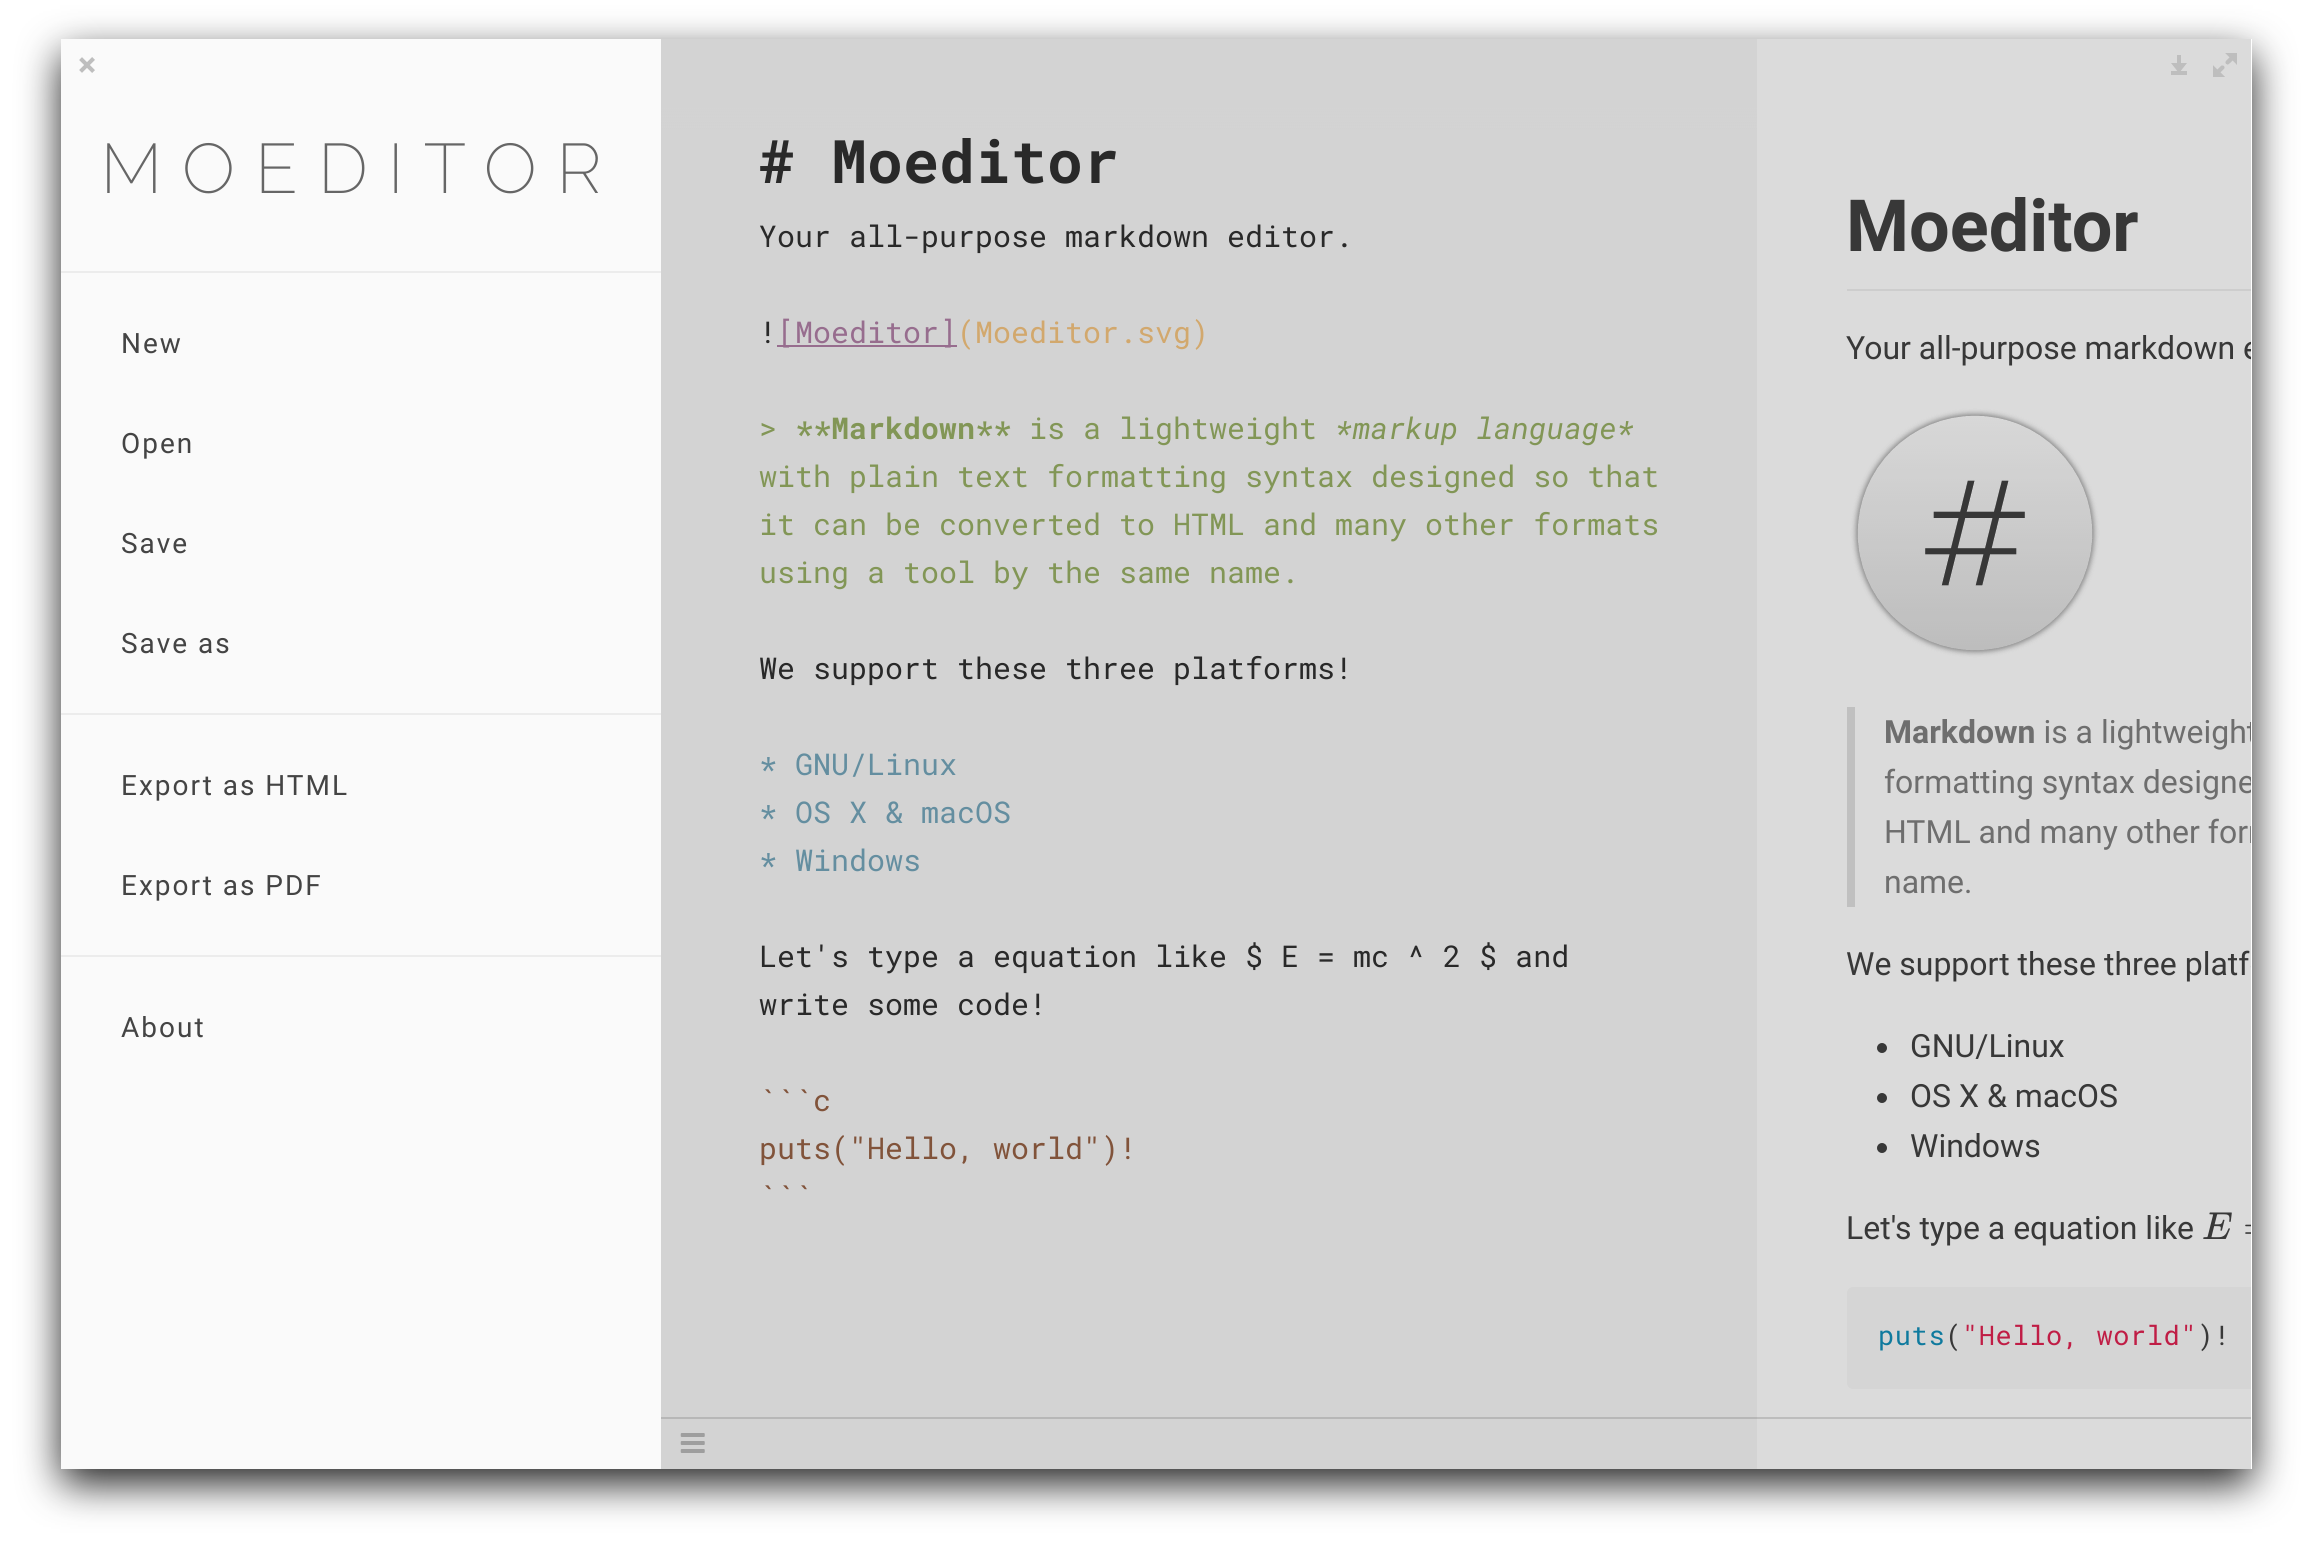 MOEDITOR
New
Open
Save
Save as
Export as HTML
Export as PDF
About
# Moeditor
Your all-purpose markdown editor.
![Moeditor](Moeditor.svg)
> **Markdown** is a lightweight *markup language*
with plain text formatting syntax designed so that
it can be converted to HTML and many other formats
using a tool by the same name.
We support these three platforms!
* GNU/Linux
* OS X & macOS
* Windows
Let's type a equation like $ E = mc ^ 2 $ and
write some code!
```c
puts("Hello, world")!
```
Moeditor
Your all-purpose markdown
#
Markdown is a lightweight
formatting syntax designe
HTML and many other for
name.
We support these three platf
• GNU/Linux
• OS X & macOS
• Windows
Let's type a equation like E =
puts("Hello, world")!